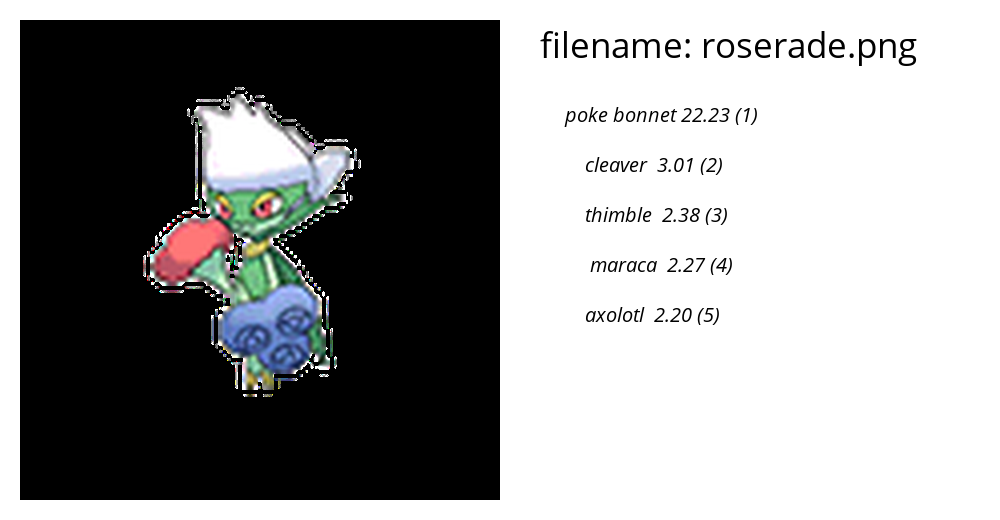 filename: roserade.png
poke bonnet 22.23 (1)
cleaver 3.01 (2)
thimble 2.38 (3)
maraca 2.27 (4)
axolotl 2.20 (5)